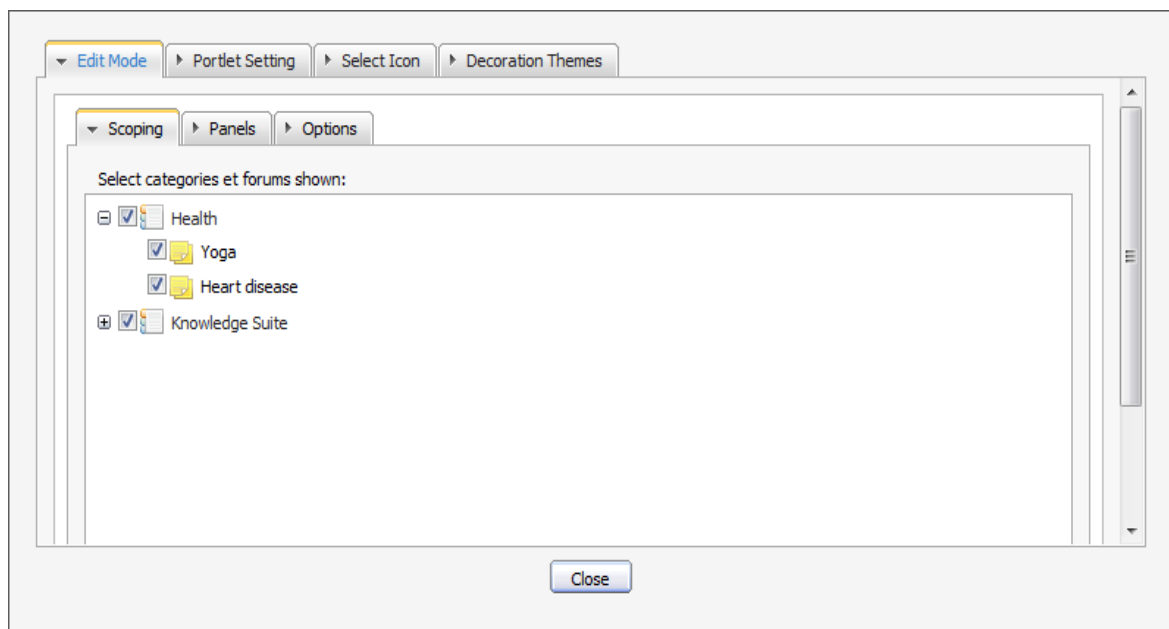 Edit Mode Portlet Setting Select Icon Decoration Themes
Scoping Panels Options
Select categories et forums shown:
Health
Yoga
Heart disease
Knowledge Suite
Close